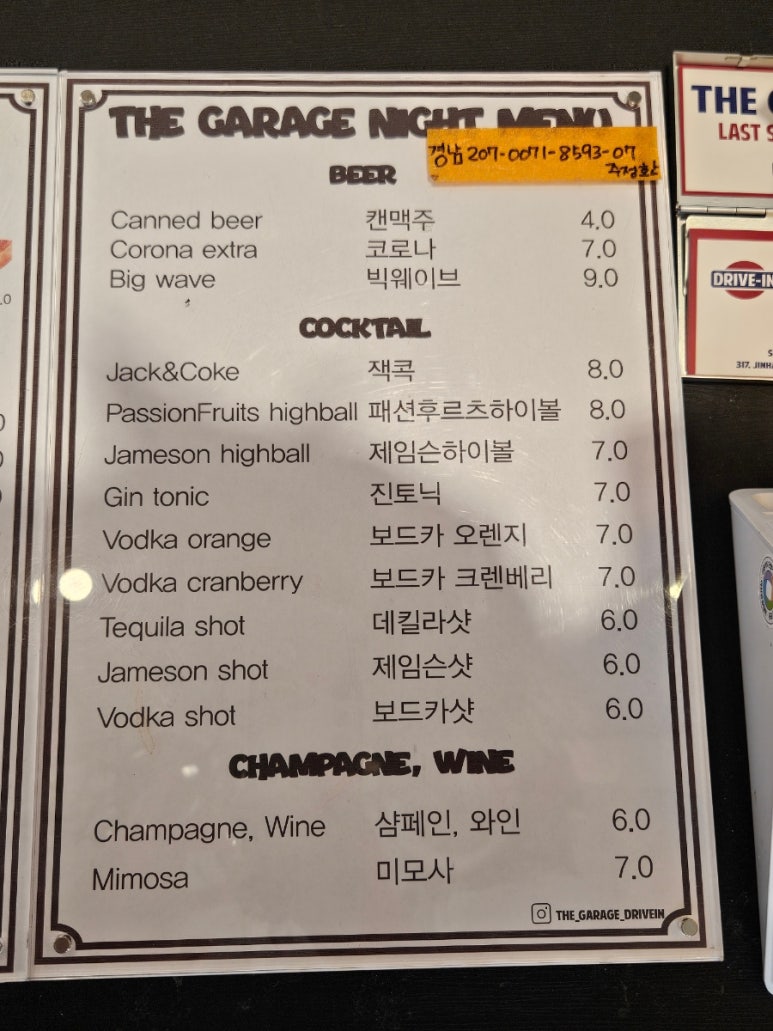 THE GARAGE NIGHT MENU
경남 207-0071-8593-07
BEER
Canned beer 캔맥주 4.0
Corona extra 코로나 7.0
Big wave 빅웨이브 9.0
COCKTAIL
Jack&Coke 잭콕 8.0
PassionFruits highball 패션후르츠하이볼 8.0
Jameson highball 제임슨하이볼 7.0
Gin tonic 진토닉 7.0
Vodka orange 보드카 오렌지 7.0
Vodka cranberry 보드카 크렌베리 7.0
Tequila shot 데킬라샷 6.0
Jameson shot 제임슨샷 6.0
Vodka shot 보드카샷 6.0
CHAMPAGNE, WINE
Champagne, Wine 샴페인, 와인 6.0
Mimosa 미모사 7.0
THE_GARAGE_DRIVEIN
THE
LAST
DRIVE-IN
317, JINH